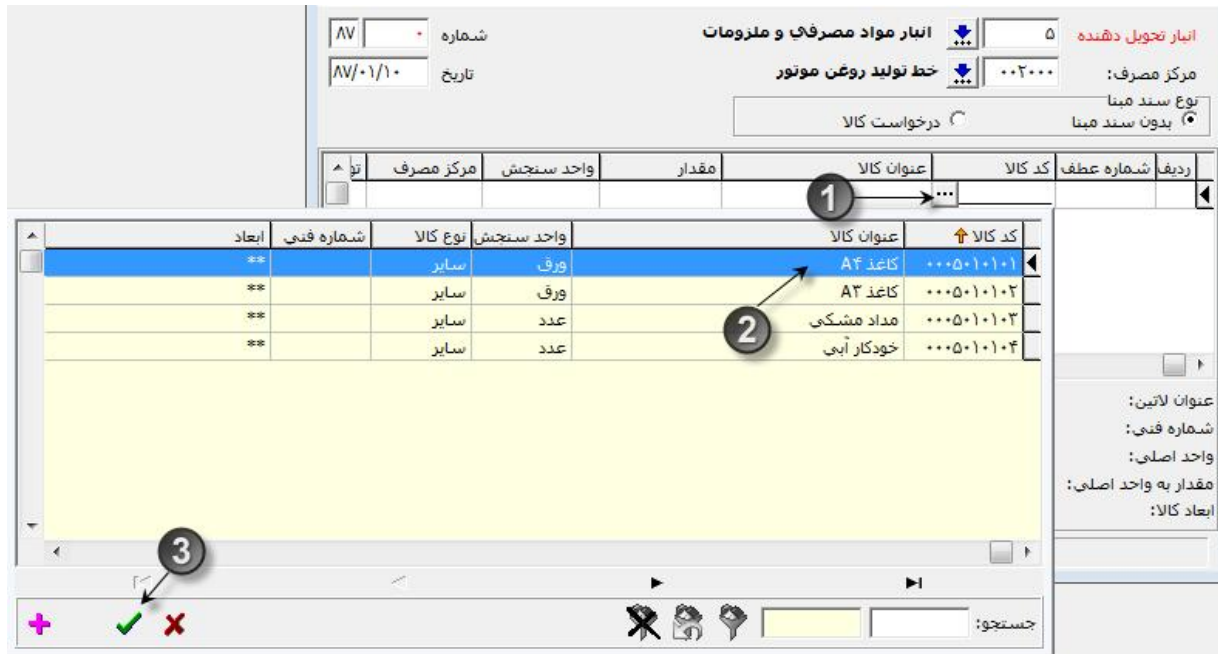 انبار تحویل دهنده ۵ انبار مواد مصرفي و ملزومات شماره ۰ ۸۷
مرکز مصرف: ۰۰۲۰۰۰ خط تولید روغن موتور تاریخ ۸۷/۰۱/۱۰
نوع سند مبنا
بدون سند مبنا درخواست کالا
ردیف شماره عطف کد کالا عنوان کالا مقدار واحد سنجش مرکز مصرف تو
1
کد کالا عنوان کالا واحد سنجش نوع کالا شماره فنی ابعاد
۰۰۰۵۰۱۰۱۰۱ کاغذ A۴ ورق سایر **
۰۰۰۵۰۱۰۱۰۲ کاغذ A۳ ورق سایر **
۰۰۰۵۰۱۰۱۰۳ مداد مشکی عدد سایر **
۰۰۰۵۰۱۰۱۰۴ خودکار آبی عدد سایر **
2
عنوان لاتین:
شماره فنی:
واحد اصلی:
مقدار به واحد اصلی:
ابعاد کالا:
3
جستجو: